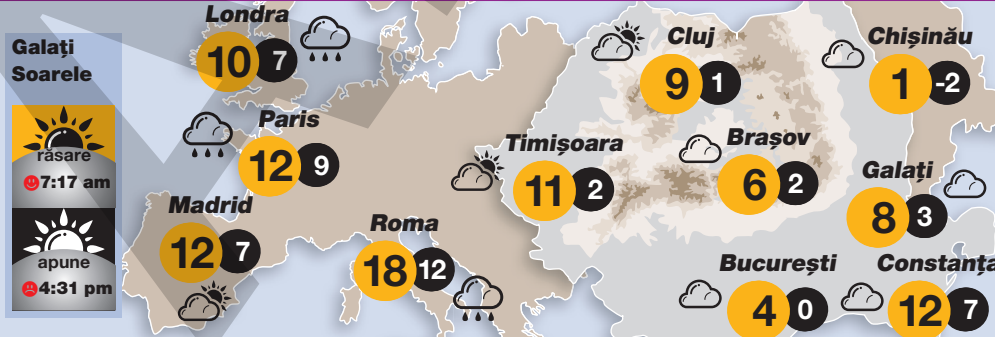 Galați
Soarele
răsare
7:17 am
apune
4:31 pm
Londra
10 7
Paris
12 9
Madrid
12 7
Roma
18 12
Timișoara
11 2
Cluj
9 1
Brașov
6 2
Chișinău
1 -2
Galați
8 3
București
4 0
Constanța
12 7